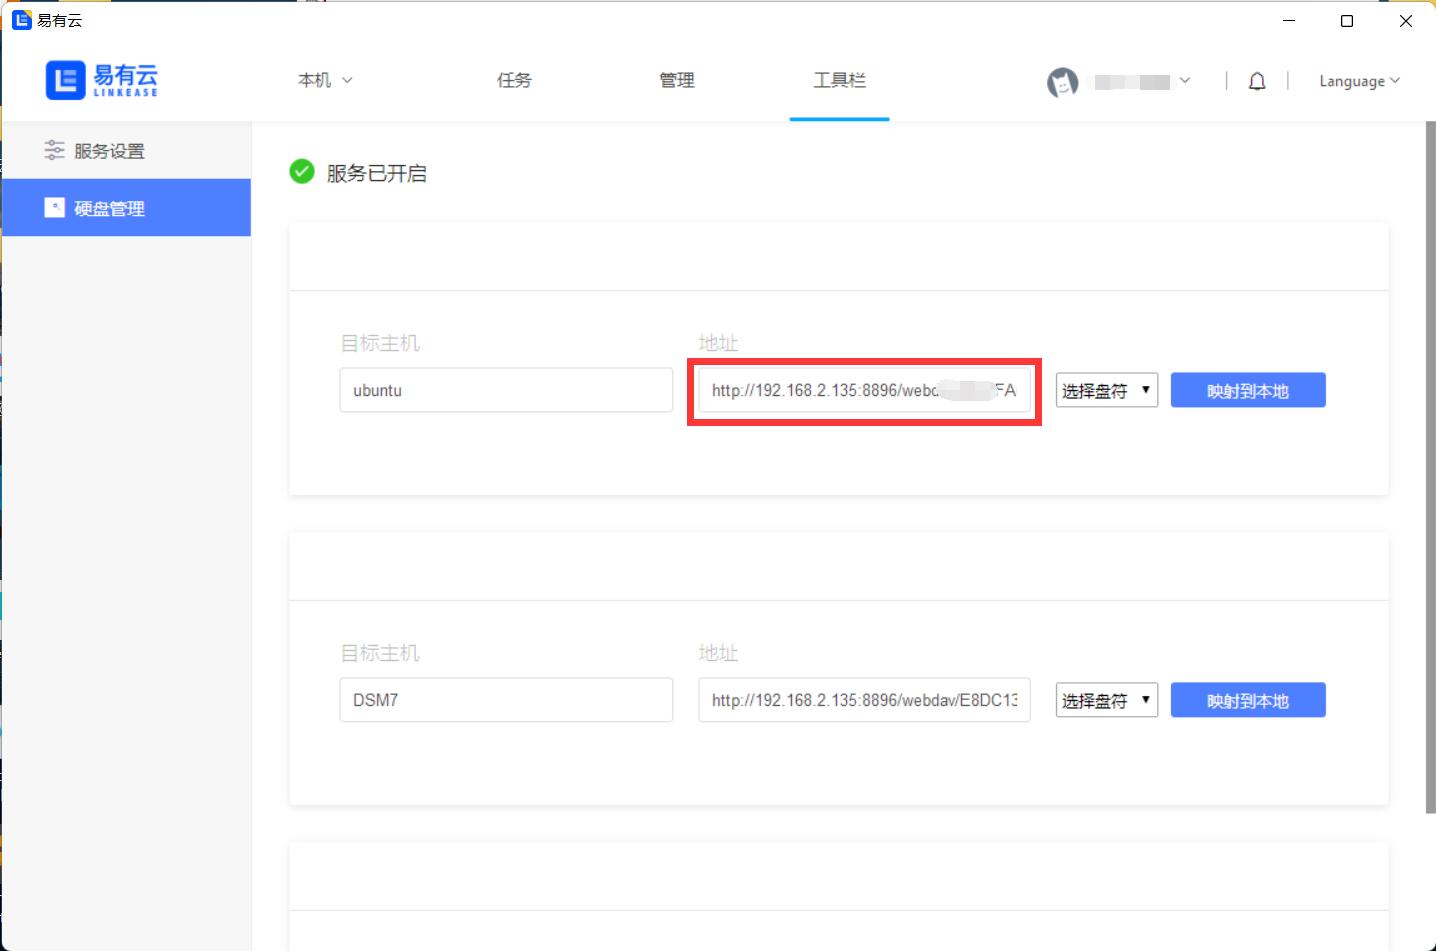 易有云
易有云
LINKEASE
本机
任务
管理
工具栏
Language
服务设置
硬盘管理
服务已开启
目标主机
地址
ubuntu
http://192.168.2.135:8896/webd FA
选择盘符
映射到本地
目标主机
地址
DSM7
http://192.168.2.135:8896/webdav/E8DC13
选择盘符
映射到本地